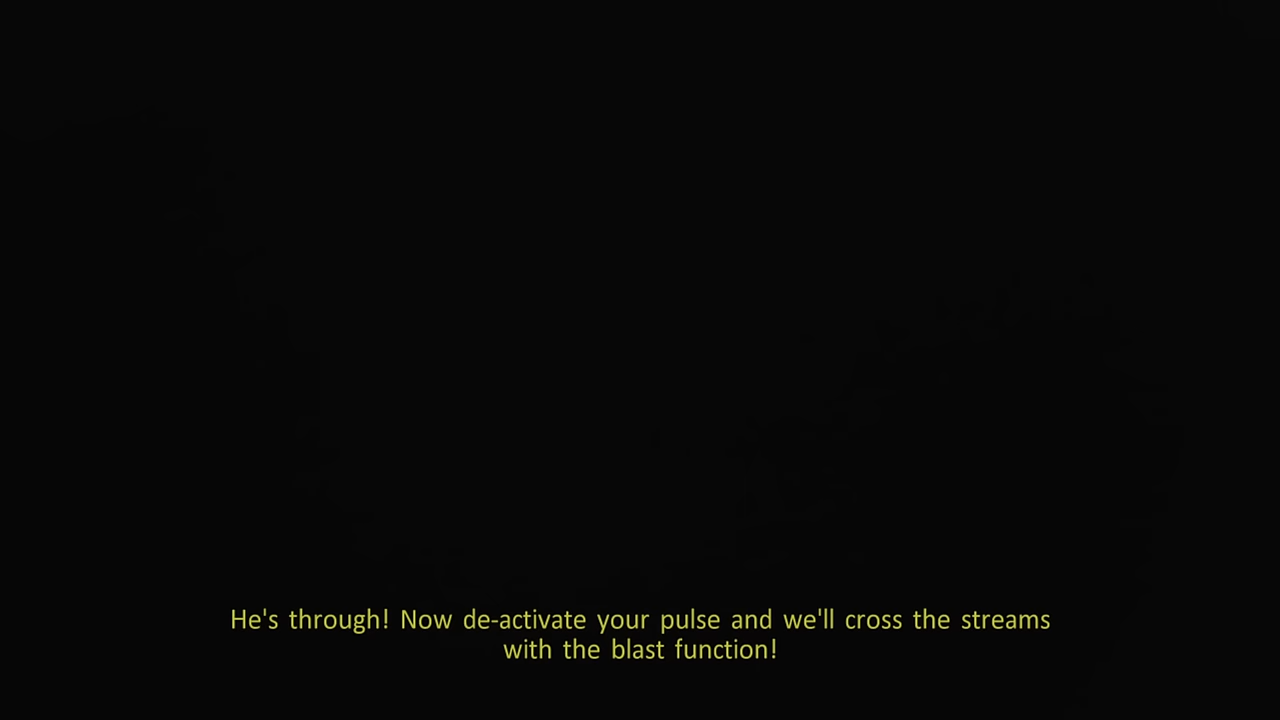 He's through! Now de-activate your pulse and we'll cross the streams
with the blast function!